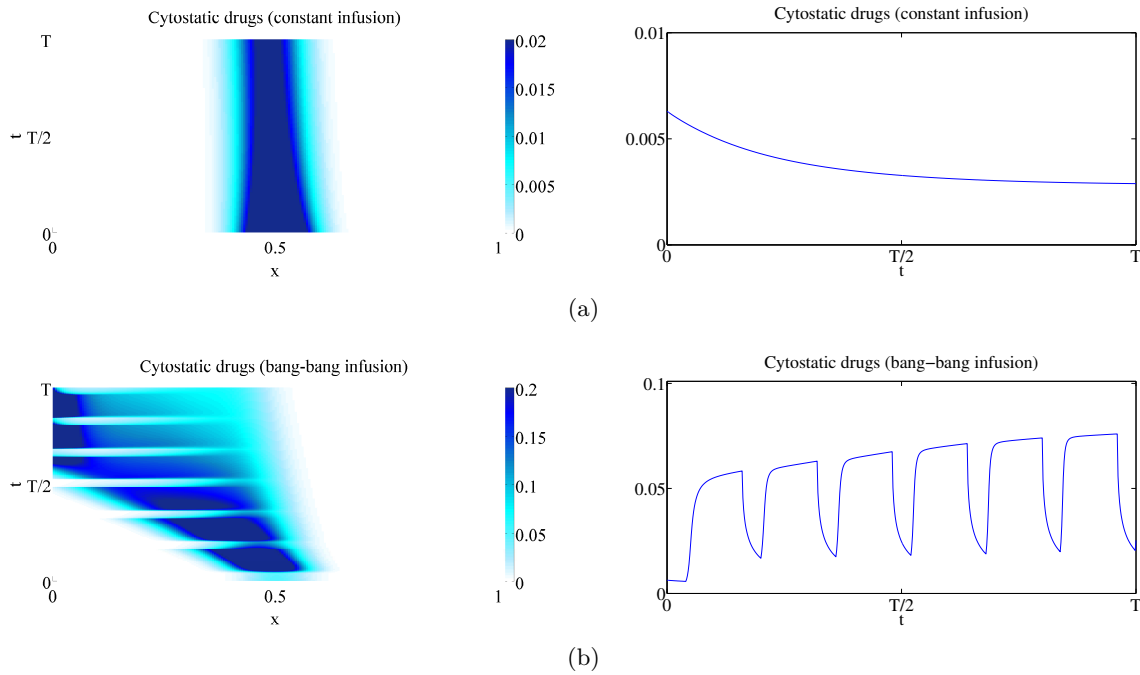 Cytostatic drugs (constant infusion)
T
T/2
0
t
0
0.5
1
x
0.02
0.015
0.01
0.005
0
Cytostatic drugs (constant infusion)
0.01
0.005
0
0
T/2
T
t
(a)
Cytostatic drugs (bang-bang infusion)
T
T/2
0
t
0
0.5
1
x
0.2
0.15
0.1
0.05
0
Cytostatic drugs (bang−bang infusion)
0.1
0.05
0
0
T/2
T
t
(b)